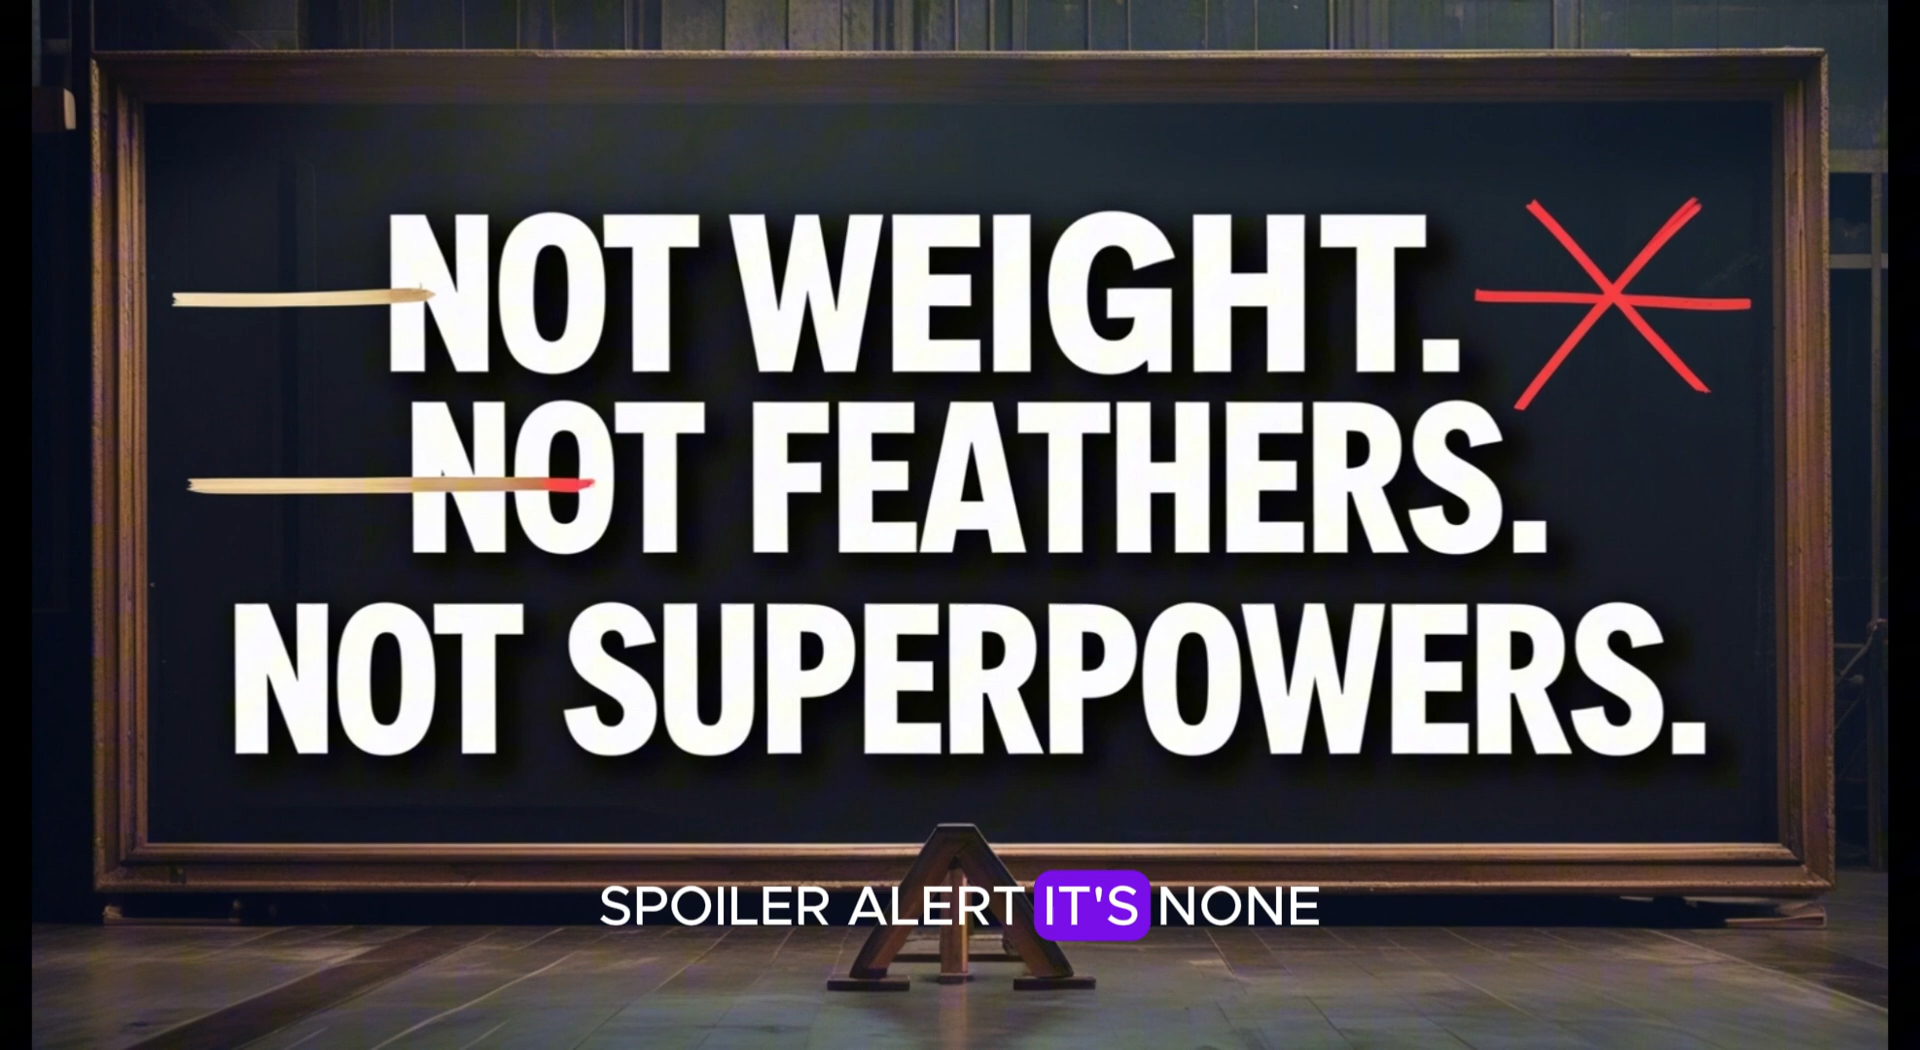 NOT WEIGHT.
NOT FEATHERS.
NOT SUPERPOWERS.
SPOILER ALERT IT'S NONE